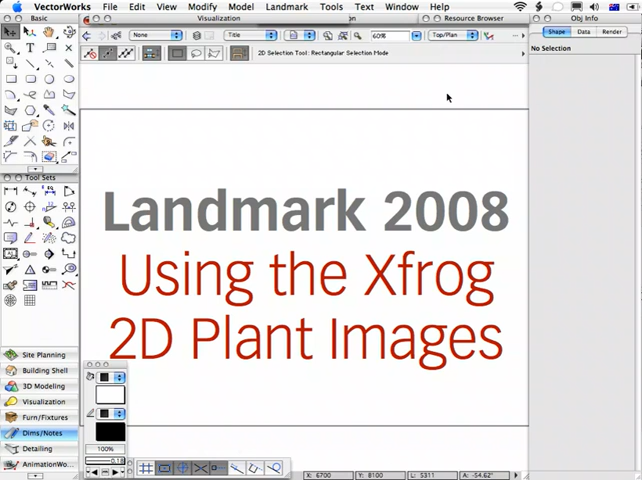 VectorWorks File Edit View Modify Model Landmark Tools Text Window Help
Basic
Visualization
Resource Browser
Obj Info
None
Title
60%
Top/Plan
Shape Data Render
2D Selection Tool: Rectangular Selection Mode
No Selection
Landmark 2008
Using the Xfrog
2D Plant Images
Tool Sets
Site Planning
Building Shell
3D Modeling
Visualization
Furn/Fixtures
Dims/Notes
Detailing
AnimationWo...
100%
0.18
X: 6700 Y: 8100 L: 5311 A: -54.62°